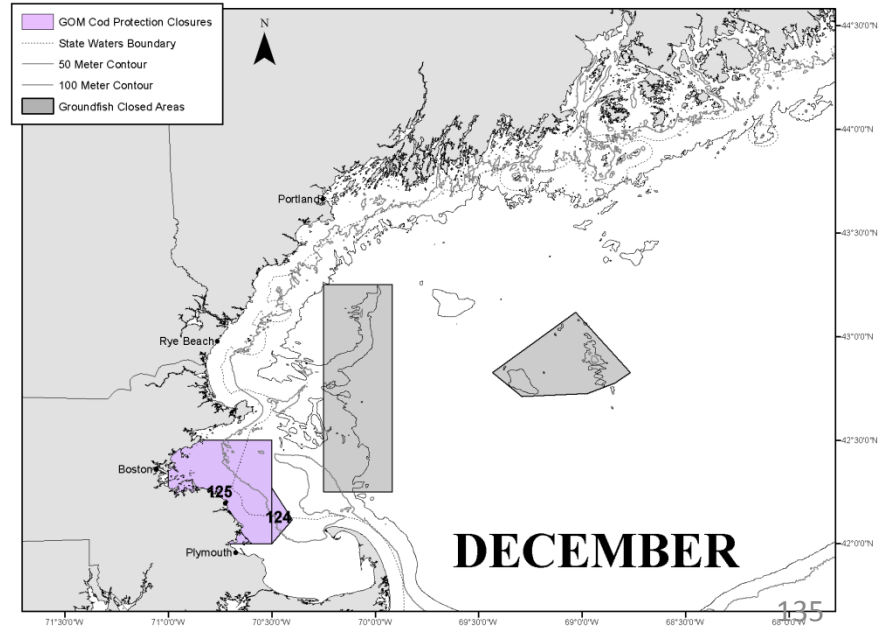 GOM Cod Protection Closures
State Waters Boundary
50 Meter Contour
100 Meter Contour
Groundfish Closed Areas
N
44°30'0"N
44°0'0"N
Portland
43°30'0"N
Rye Beach
43°0'0"N
42°30'0"N
Boston
125
124
42°0'0"N
Plymouth
DECEMBER
135
71°30'0"W
71°0'0"W
70°30'0"W
70°0'0"W
69°30'0"W
69°0'0"W
68°30'0"W
68°0'0"W